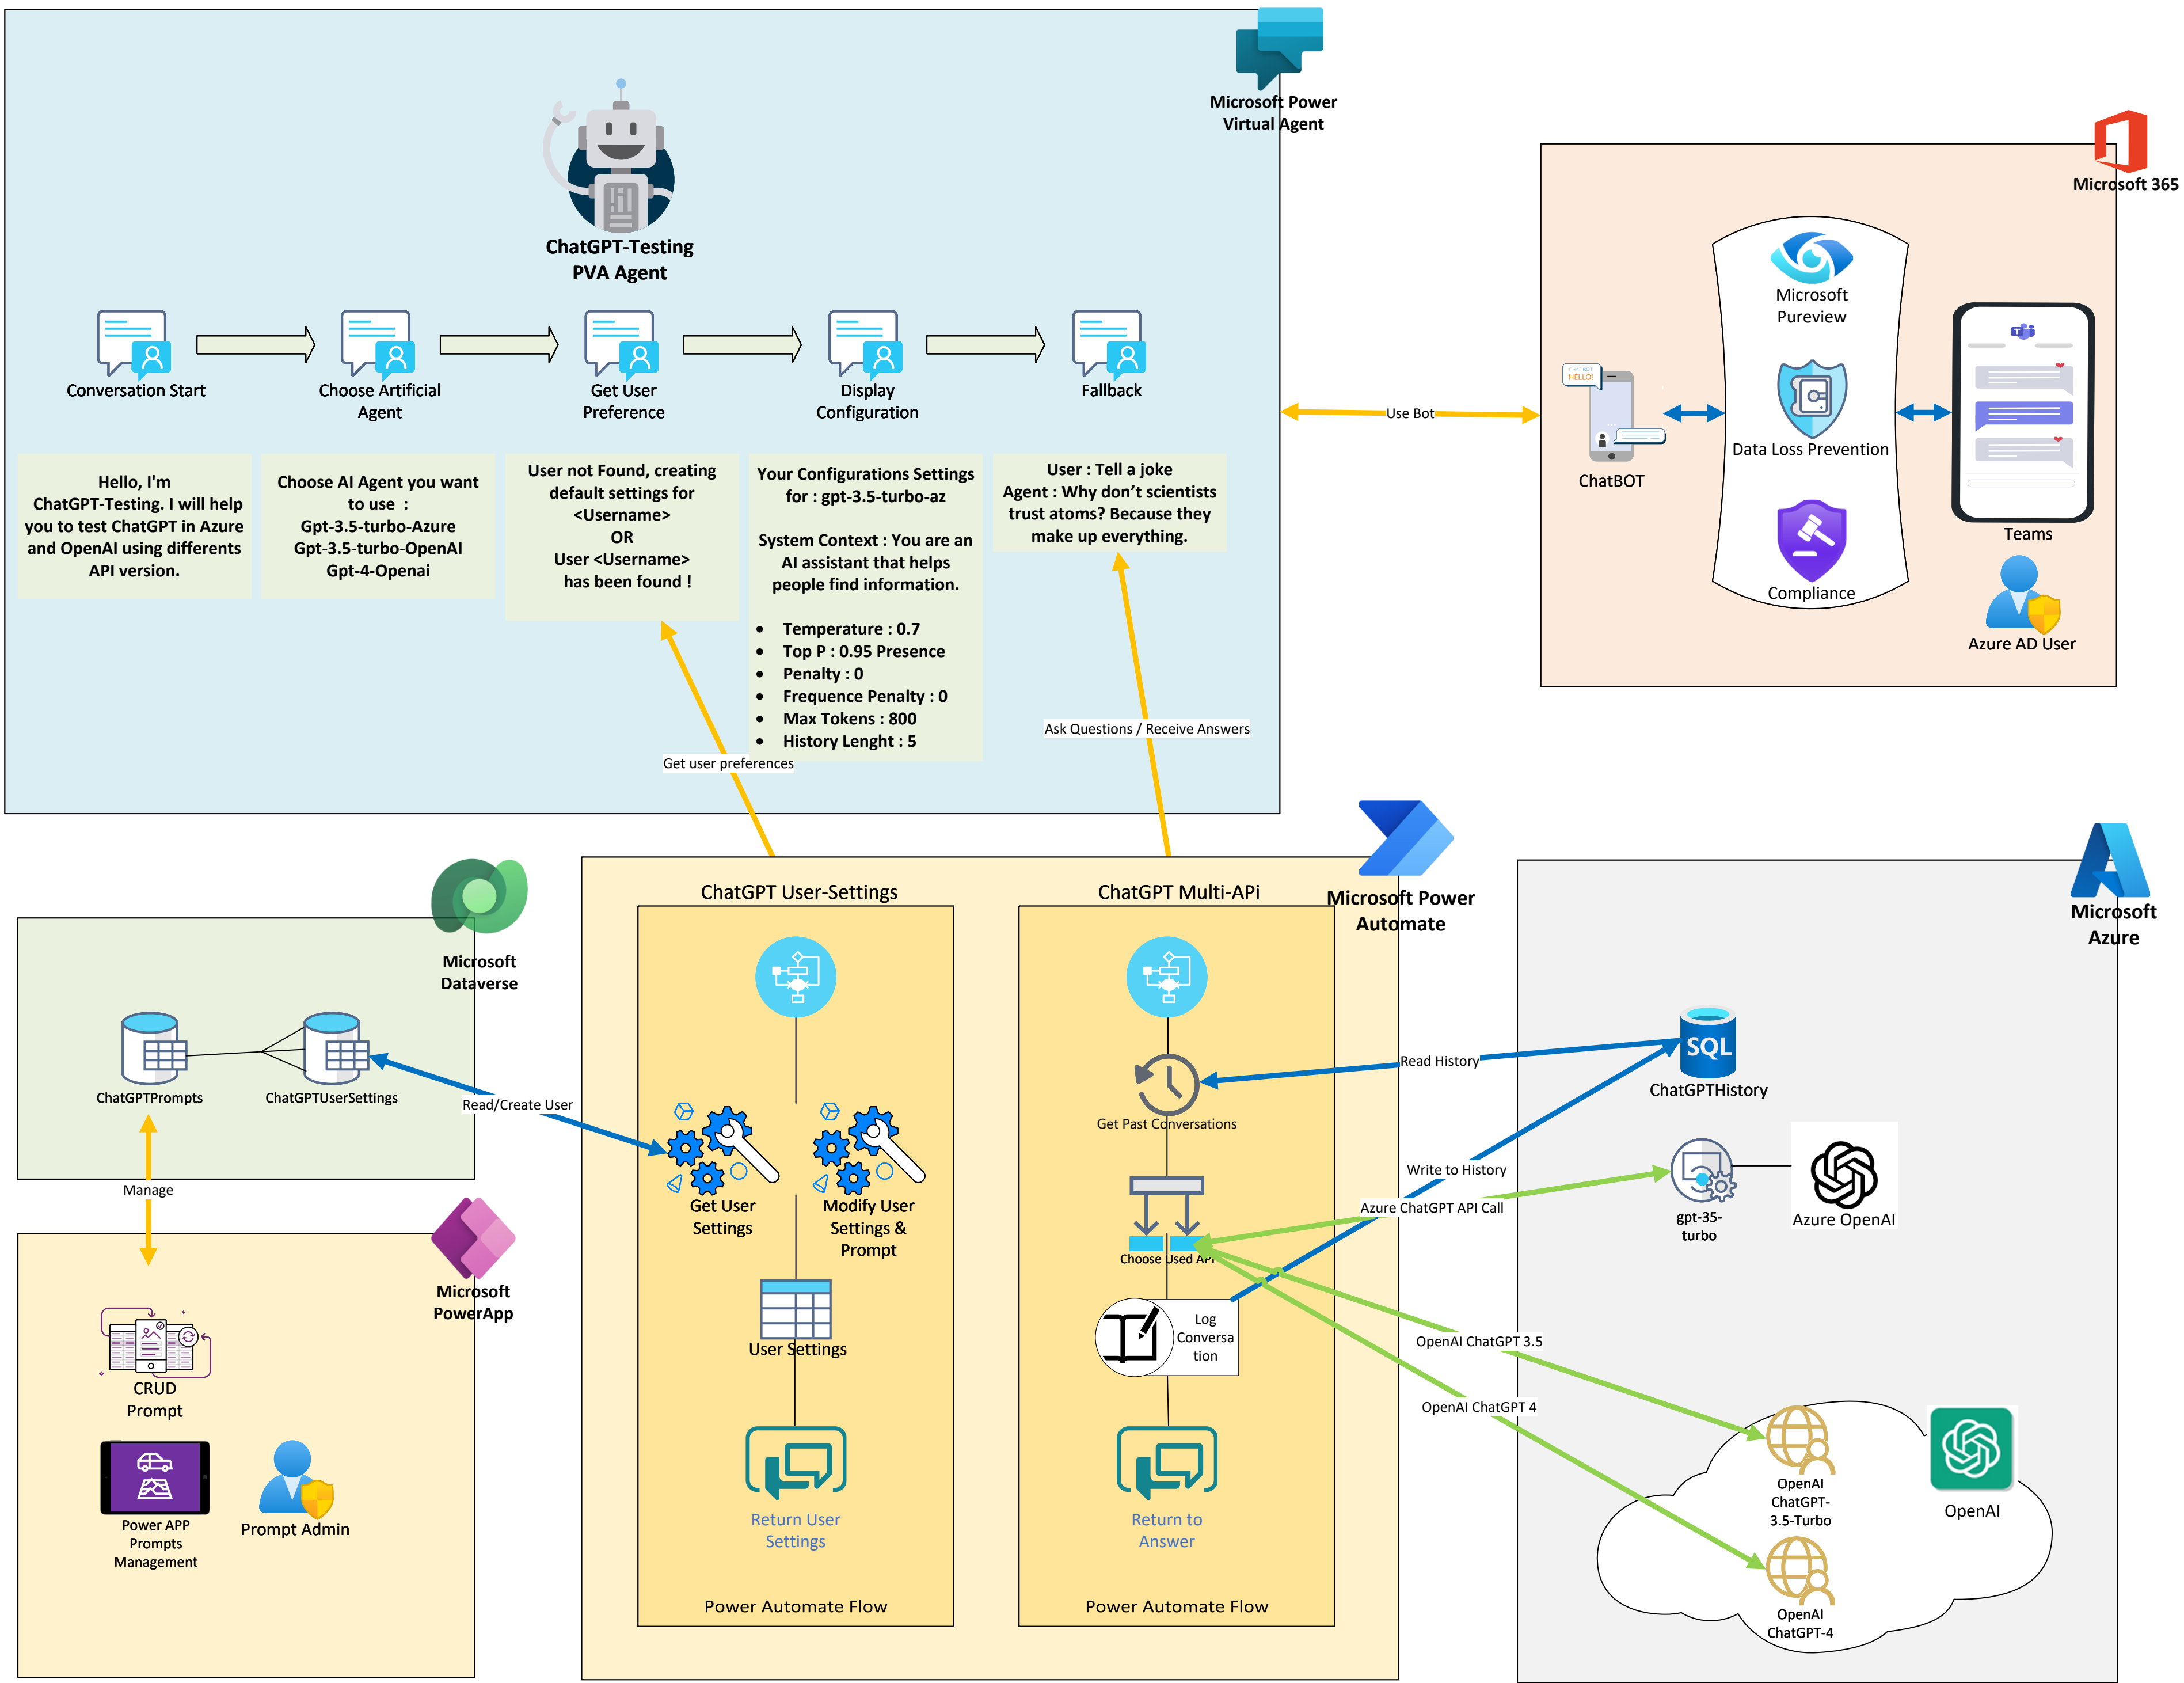 Microsoft Power
Virtual Agent
ChatGPT-Testing
PVA Agent
Conversation Start
Choose Artificial
Agent
Get User
Preference
Display
Configuration
Fallback
Hello, I'm
ChatGPT-Testing. I will help
you to test ChatGPT in Azure
and OpenAI using differents
API version.
Choose AI Agent you want
to use :
Gpt-3.5-turbo-Azure
Gpt-3.5-turbo-OpenAI
Gpt-4-Openai
User not Found, creating
default settings for
<Username>
OR
User <Username>
has been found !
Your Configurations Settings
for : gpt-3.5-turbo-az
System Context : You are an
AI assistant that helps
people find information.
• Temperature : 0.7
• Top P : 0.95 Presence
• Penalty : 0
• Frequence Penalty : 0
• Max Tokens : 800
• History Lenght : 5
User : Tell a joke
Agent : Why don’t scientists
trust atoms? Because they
make up everything.
Get user preferences
Ask Questions / Receive Answers
Use Bot
Microsoft 365
Microsoft
Pureview
Data Loss Prevention
Compliance
CHAT BOT
HELLO!
ChatBOT
Teams
Azure AD User
Microsoft
Dataverse
ChatGPTPrompts
ChatGPTUserSettings
Read/Create User
Manage
Microsoft
PowerApp
CRUD
Prompt
Power APP
Prompts
Management
Prompt Admin
Microsoft Power
Automate
ChatGPT User-Settings
Get User
Settings
Modify User
Settings &
Prompt
User Settings
Return User
Settings
Power Automate Flow
ChatGPT Multi-APi
Get Past Conversations
Choose Used API
Log
Conversa
tion
Return to
Answer
Power Automate Flow
Read History
Write to History
Azure ChatGPT API Call
OpenAI ChatGPT 3.5
OpenAI ChatGPT 4
Microsoft
Azure
SQL
ChatGPTHistory
gpt-35-
turbo
Azure OpenAI
OpenAI
ChatGPT-
3.5-Turbo
OpenAI
OpenAI
ChatGPT-4